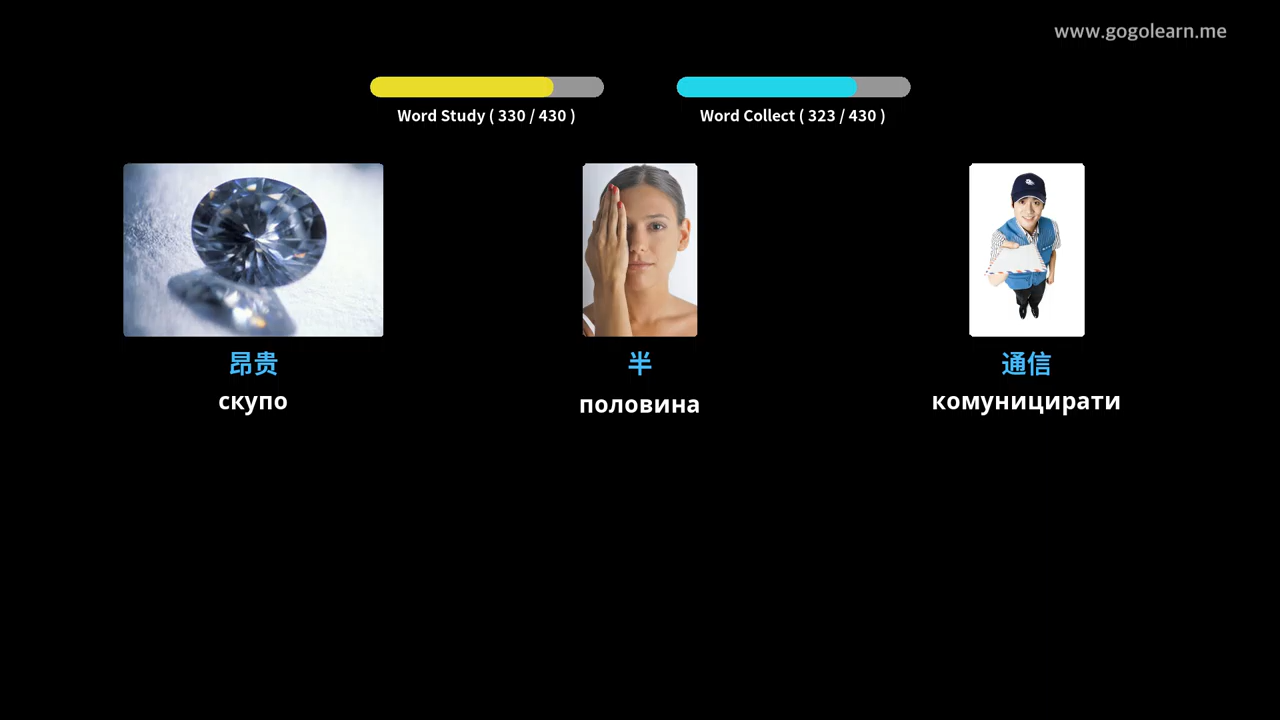 www.gogolearn.me
Word Study ( 330 / 430 )
Word Collect ( 323 / 430 )
昂贵
半
通信
скупо
половина
комуницирати